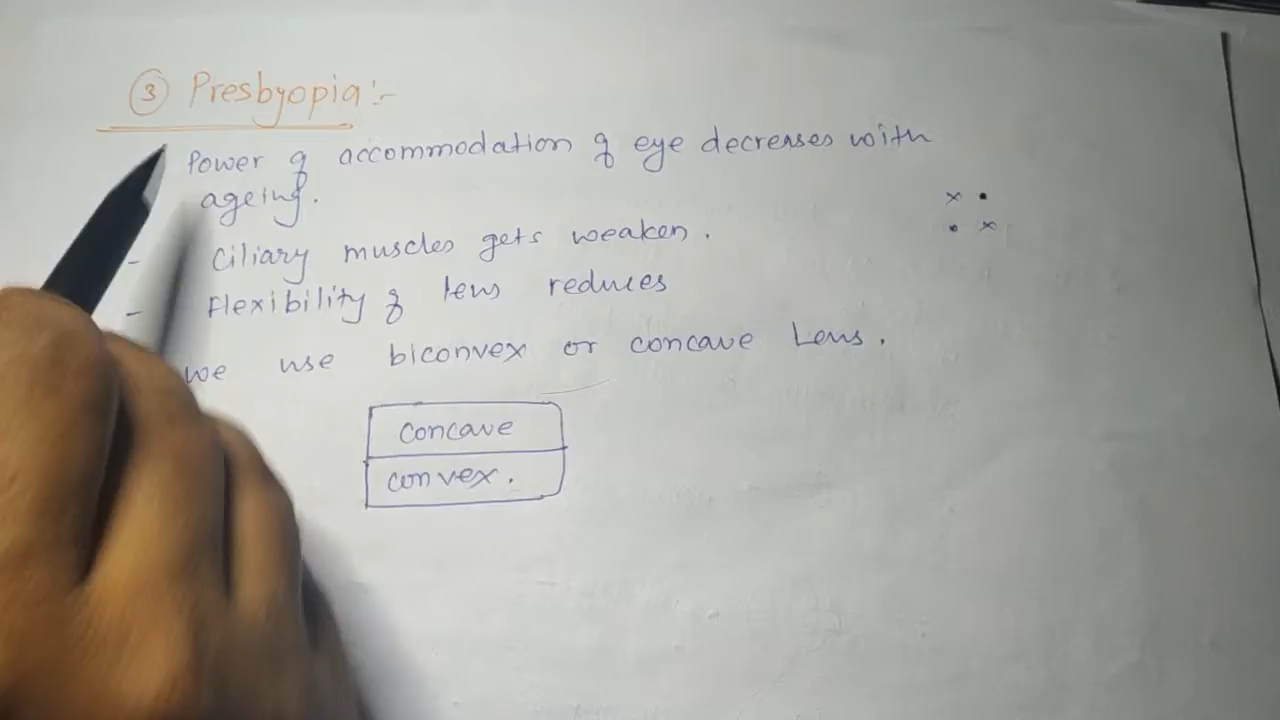 ③ Presbyopia :-
Power of accommodation of eye decreases with
ageing.
x •
• x
- Ciliary muscles gets weaken.
- Flexibility of lens reduces
we use biconvex or concave Lens.
concave
convex.